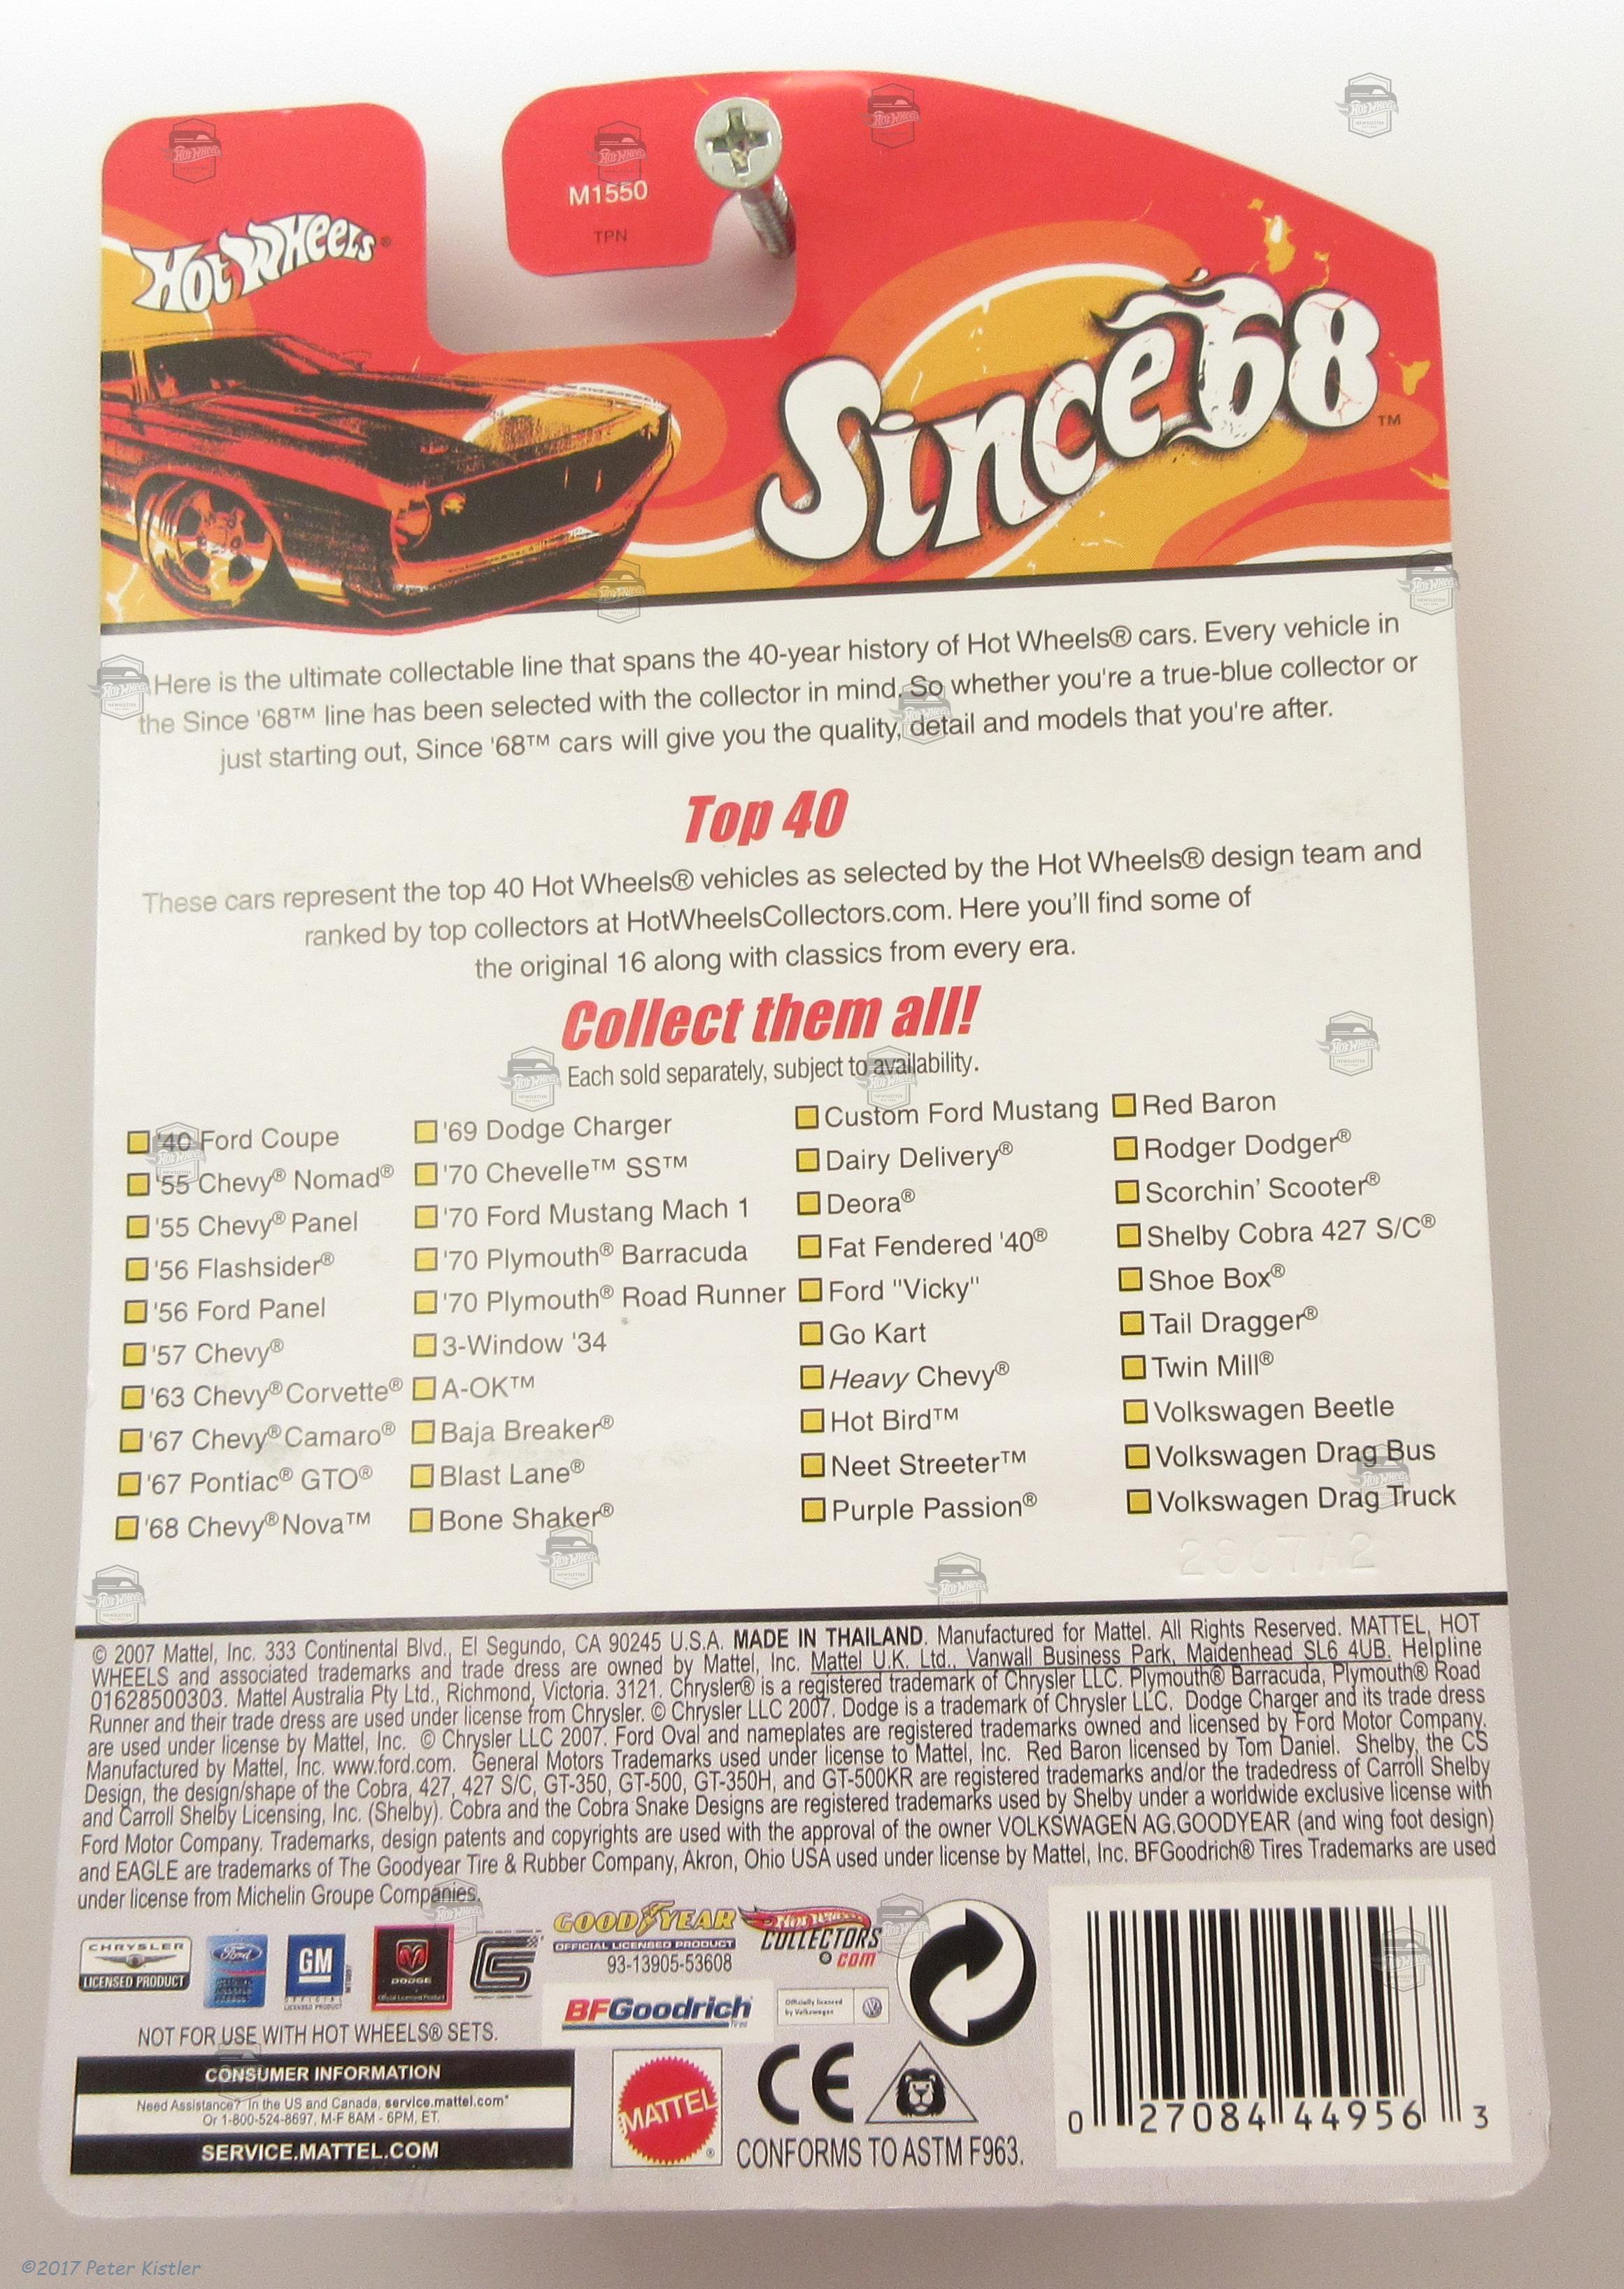 M1550
TPN
Hot Wheels®
Since '68™
Here is the ultimate collectable line that spans the 40-year history of Hot Wheels® cars. Every vehicle in
the Since '68™ line has been selected with the collector in mind. So whether you're a true-blue collector or
just starting out, Since '68™ cars will give you the quality, detail and models that you're after.
Top 40
These cars represent the top 40 Hot Wheels® vehicles as selected by the Hot Wheels® design team and
ranked by top collectors at HotWheelsCollectors.com. Here you'll find some of
the original 16 along with classics from every era.
Collect them all!
Each sold separately, subject to availability.
'40 Ford Coupe
'55 Chevy® Nomad®
'55 Chevy® Panel
'56 Flashsider®
'56 Ford Panel
'57 Chevy®
'63 Chevy® Corvette®
'67 Chevy® Camaro®
'67 Pontiac® GTO®
'68 Chevy® Nova™
'69 Dodge Charger
'70 Chevelle™ SS™
'70 Ford Mustang Mach 1
'70 Plymouth® Barracuda
'70 Plymouth® Road Runner
3-Window '34
A-OK™
Baja Breaker®
Blast Lane®
Bone Shaker®
Custom Ford Mustang
Dairy Delivery®
Deora®
Fat Fendered '40®
Ford "Vicky"
Go Kart
Heavy Chevy®
Hot Bird™
Neet Streeter™
Purple Passion®
Red Baron
Rodger Dodger®
Scorchin' Scooter®
Shelby Cobra 427 S/C®
Shoe Box®
Tail Dragger®
Twin Mill®
Volkswagen Beetle
Volkswagen Drag Bus
Volkswagen Drag Truck
© 2007 Mattel, Inc. 333 Continental Blvd., El Segundo, CA 90245 U.S.A. MADE IN THAILAND. Manufactured for Mattel. All Rights Reserved. MATTEL, HOT
WHEELS and associated trademarks and trade dress are owned by Mattel, Inc. Mattel U.K. Ltd., Vanwall Business Park, Maidenhead SL6 4UB. Helpline
01628500303. Mattel Australia Pty Ltd., Richmond, Victoria. 3121. Chrysler® is a registered trademark of Chrysler LLC. Plymouth® Barracuda, Plymouth® Road
Runner and their trade dress are used under license from Chrysler. © Chrysler LLC 2007. Dodge is a trademark of Chrysler LLC. Dodge Charger and its trade dress
are used under license by Mattel, Inc. © Chrysler LLC 2007. Ford Oval and nameplates are registered trademarks owned and licensed by Ford Motor Company.
Manufactured by Mattel, Inc. www.ford.com. General Motors Trademarks used under license to Mattel, Inc. Red Baron licensed by Tom Daniel. Shelby, the CS
Design, the design/shape of the Cobra, 427, 427 S/C, GT-350, GT-500, GT-350H, and GT-500KR are registered trademarks and/or the tradedress of Carroll Shelby
and Carroll Shelby Licensing, Inc. (Shelby). Cobra and the Cobra Snake Designs are registered trademarks used by Shelby under a worldwide exclusive license with
Ford Motor Company. Trademarks, design patents and copyrights are used with the approval of the owner VOLKSWAGEN AG.GOODYEAR (and wing foot design)
and EAGLE are trademarks of The Goodyear Tire & Rubber Company, Akron, Ohio USA used under license by Mattel, Inc. BFGoodrich® Tires Trademarks are used
under license from Michelin Groupe Companies.
CHRYSLER
LICENSED PRODUCT
Ford
GM
OFFICIAL
LICENSED PRODUCT
DODGE
Official Licensed Product
GOODYEAR
OFFICIAL LICENSED PRODUCT
93-13905-53608
Hot Wheels
COLLECTORS
.com
BFGoodrich
Tires
Officially licensed
by Volkswagen
NOT FOR USE WITH HOT WHEELS® SETS.
CONSUMER INFORMATION
Need Assistance? In the US and Canada, service.mattel.com*
Or 1-800-524-8697, M-F 8AM - 6PM, ET.
SERVICE.MATTEL.COM
MATTEL®
CE
CONFORMS TO ASTM F963.
0 27084 44956 3
©2017 Peter Kistler